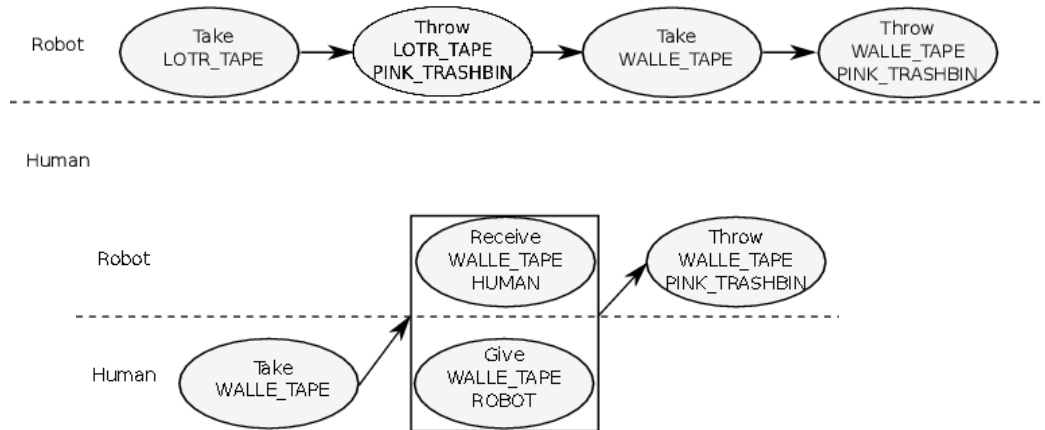 Robot
Take
LOTR_TAPE
Throw
LOTR_TAPE
PINK_TRASHBIN
Take
WALLE_TAPE
Throw
WALLE_TAPE
PINK_TRASHBIN
Human
Robot
Receive
WALLE_TAPE
HUMAN
Throw
WALLE_TAPE
PINK_TRASHBIN
Human
Take
WALLE_TAPE
Give
WALLE_TAPE
ROBOT